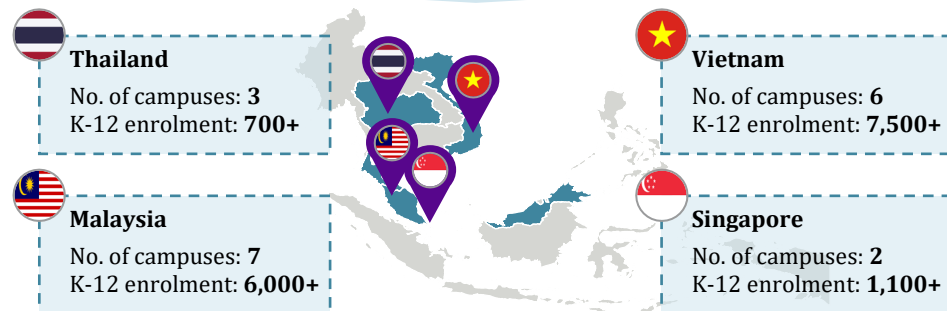 Thailand
No. of campuses: 3
K-12 enrolment: 700+
Vietnam
No. of campuses: 6
K-12 enrolment: 7,500+
Malaysia
No. of campuses: 7
K-12 enrolment: 6,000+
Singapore
No. of campuses: 2
K-12 enrolment: 1,100+